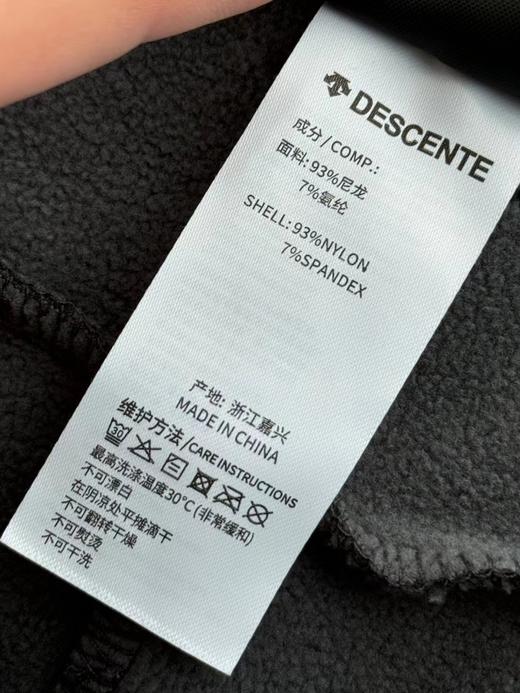 DESCENTE
成分/COMP.:
面料:93%尼龙
7%氨纶
SHELL:93%NYLON
7%SPANDEX
产地: 浙江嘉兴
MADE IN CHINA
维护方法/CARE INSTRUCTIONS
30
最高洗涤温度30°C(非常缓和)
不可漂白
在阴凉处平摊滴干
不可翻转干燥
不可熨烫
不可干洗